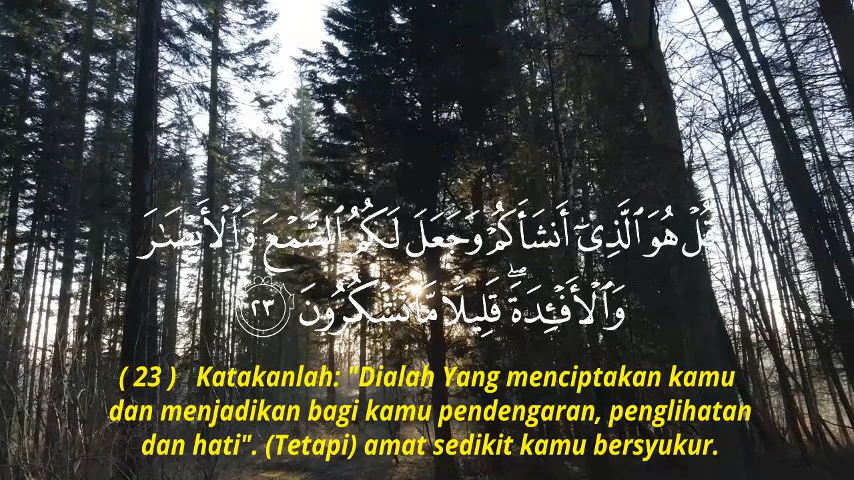 قُلْ هُوَ ٱلَّذِىٓ أَنشَأَكُمْ وَجَعَلَ لَكُمُ ٱلسَّمْعَ وَٱلْأَبْصَٰرَ
وَٱلْأَفْـِٔدَةَ ۖ قَلِيلًا مَّا تَشْكُرُونَ ٢٣
( 23 ) Katakanlah: "Dialah Yang menciptakan kamu
dan menjadikan bagi kamu pendengaran, penglihatan
dan hati". (Tetapi) amat sedikit kamu bersyukur.